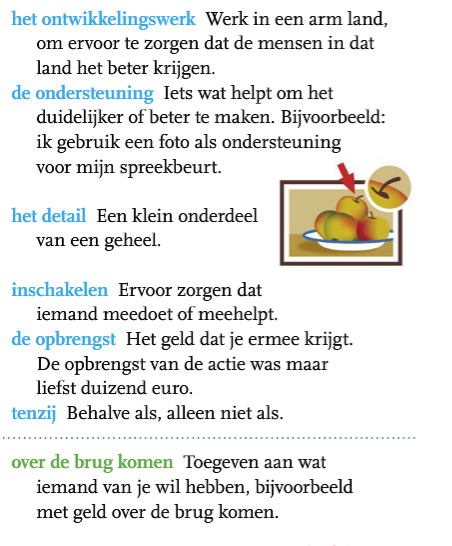 het ontwikkelingswerk Werk in een arm land,
om ervoor te zorgen dat de mensen in dat
land het beter krijgen.
de ondersteuning Iets wat helpt om het
duidelijker of beter te maken. Bijvoorbeeld:
ik gebruik een foto als ondersteuning
voor mijn spreekbeurt.
het detail Een klein onderdeel
van een geheel.
inschakelen Ervoor zorgen dat
iemand meedoet of meehelpt.
de opbrengst Het geld dat je ermee krijgt.
De opbrengst van de actie was maar
liefst duizend euro.
tenzij Behalve als, alleen niet als.
over de brug komen Toegeven aan wat
iemand van je wil hebben, bijvoorbeeld
met geld over de brug komen.